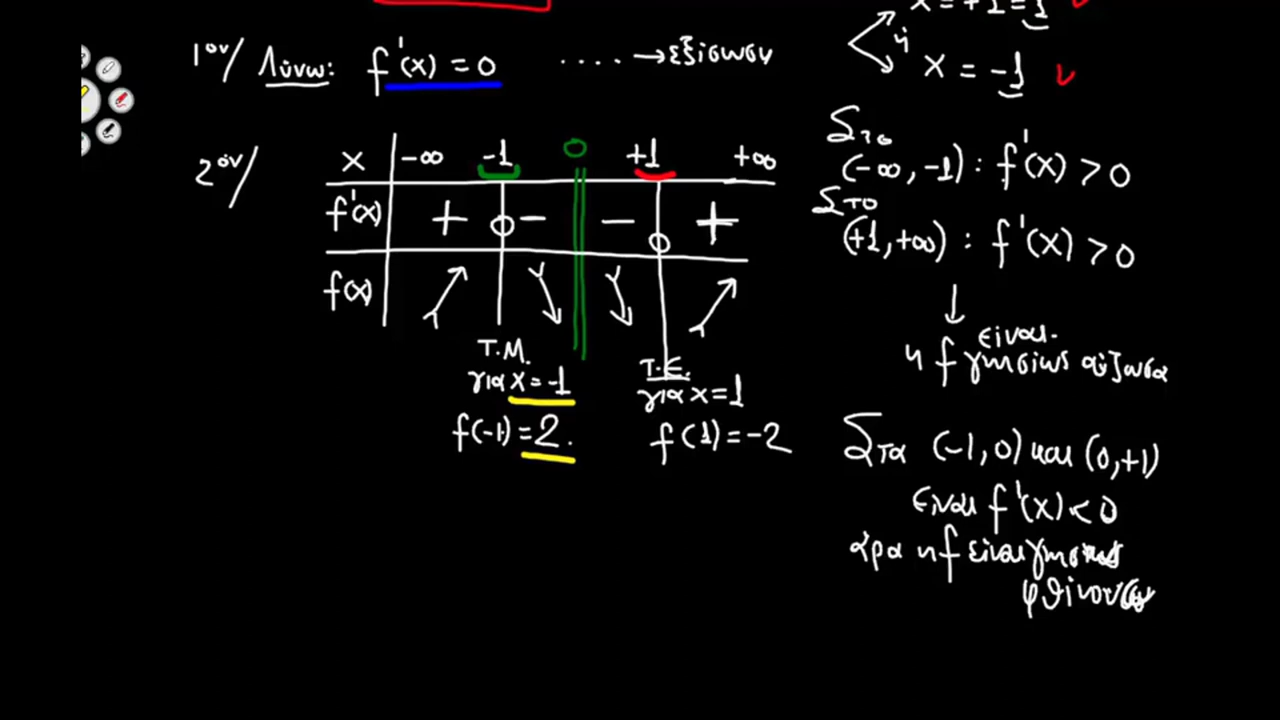 1ον/ Λύνω: f'(x) = 0 .... → εξίσωση
2ον/
x -∞ -1 0 +1 +∞
f'(x) + 0 - - 0 +
f(x) ↗ ↘ ↘ ↗
Τ.Μ.
για x = -1
f(-1) = 2.
Τ.Ε.
για x = 1
f(1) = -2
x = +1 = 1
ή
x = -1
Στο
(-∞, -1) : f'(x) > 0
Στο
(+1, +∞) : f'(x) > 0
↓
είναι
η f γνησίως αύξουσα
Στα (-1, 0) και (0, +1)
είναι f'(x) < 0
άρα η f είναι γνησίως
φθίνουσα